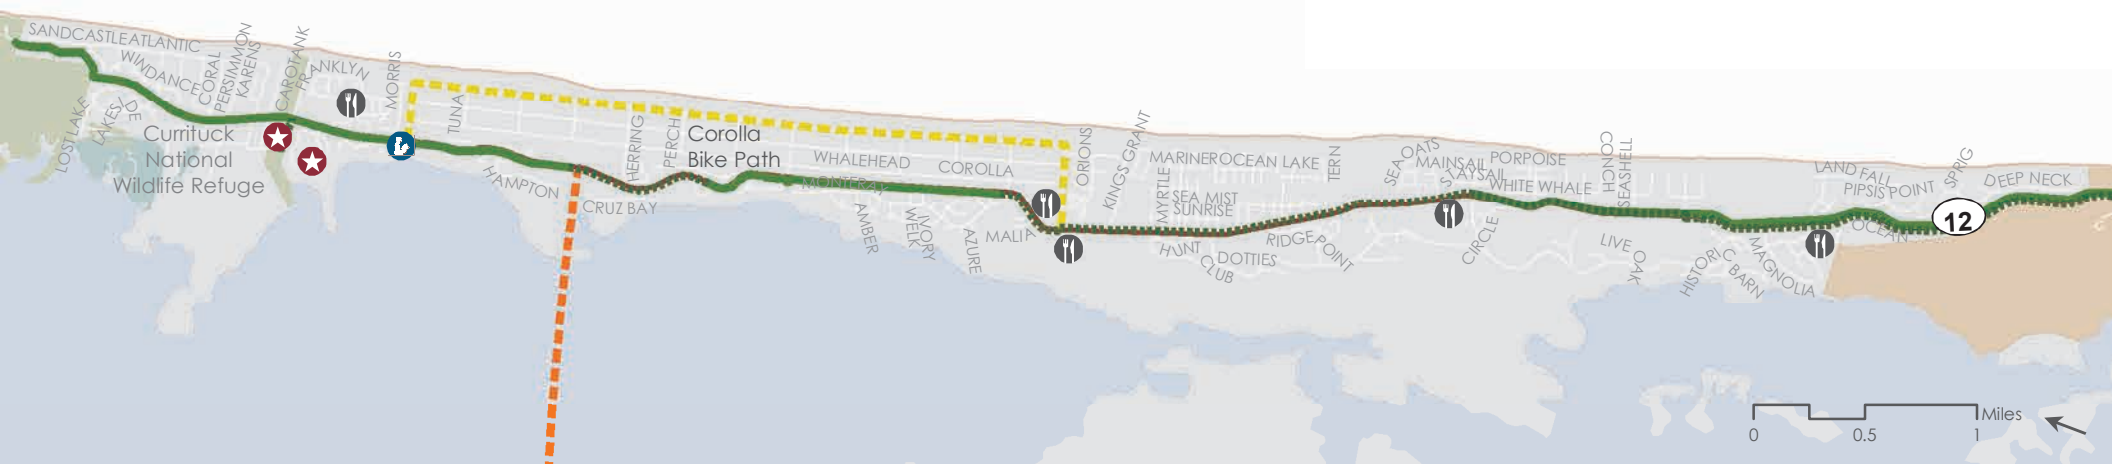 SANDCASTLE
ATLANTIC
WINDANCE
CORAL
PERSIMMON
KARENS
CAROTANK
FRANKLYN
MORRIS
LOST LAKE
LAKESIDE
Currituck
National
Wildlife Refuge
TUNA
HAMPTON
HERRING
PERCH
CRUZ BAY
Corolla
Bike Path
WHALEHEAD
MONTERAY
COROLLA
AMBER
WELK
IVORY
AZURE
MALIA
ORIONS
KINGS GRANT
MARINER
OCEAN LAKE
MYRTLE
SEA MIST
SUNRISE
HUNT
CLUB
DOTTIES
RIDGE POINT
TERN
SEA OATS
MAINSAIL
STAYSAIL
PORPOISE
WHITE WHALE
CIRCLE
CONCH
SEASHELL
LIVE
OAK
HISTORIC
BARN
MAGNOLIA
LAND FALL
PIPSIS POINT
OCEAN
SPRIG
DEEP NECK
12
Miles
0 0.5 1